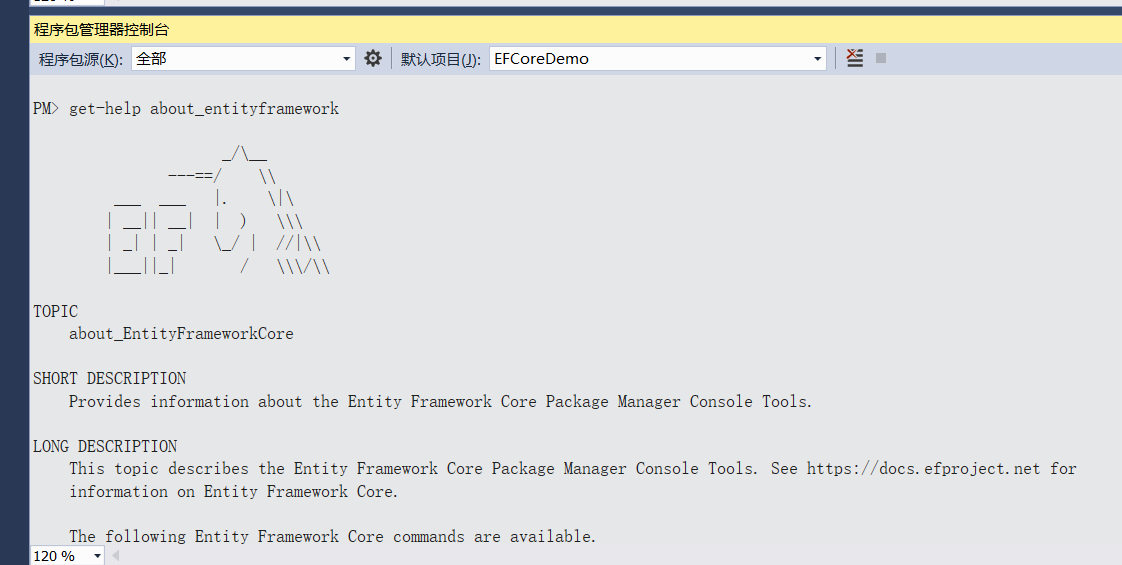 程序包管理器控制台
程序包源(K): 全部 默认项目(J): EFCoreDemo
PM> get-help about_entityframework
                     _/\__
               ---==/    \\
         ___  ___   |.    \|\
        | __|| __|  |  )   \\\
        | _| | _|   \_/ |  //|\\
        |___||_|       /   \\\/\\
TOPIC
about_EntityFrameworkCore
SHORT DESCRIPTION
Provides information about the Entity Framework Core Package Manager Console Tools.
LONG DESCRIPTION
This topic describes the Entity Framework Core Package Manager Console Tools. See https://docs.efproject.net for
information on Entity Framework Core.
The following Entity Framework Core commands are available.
120 %